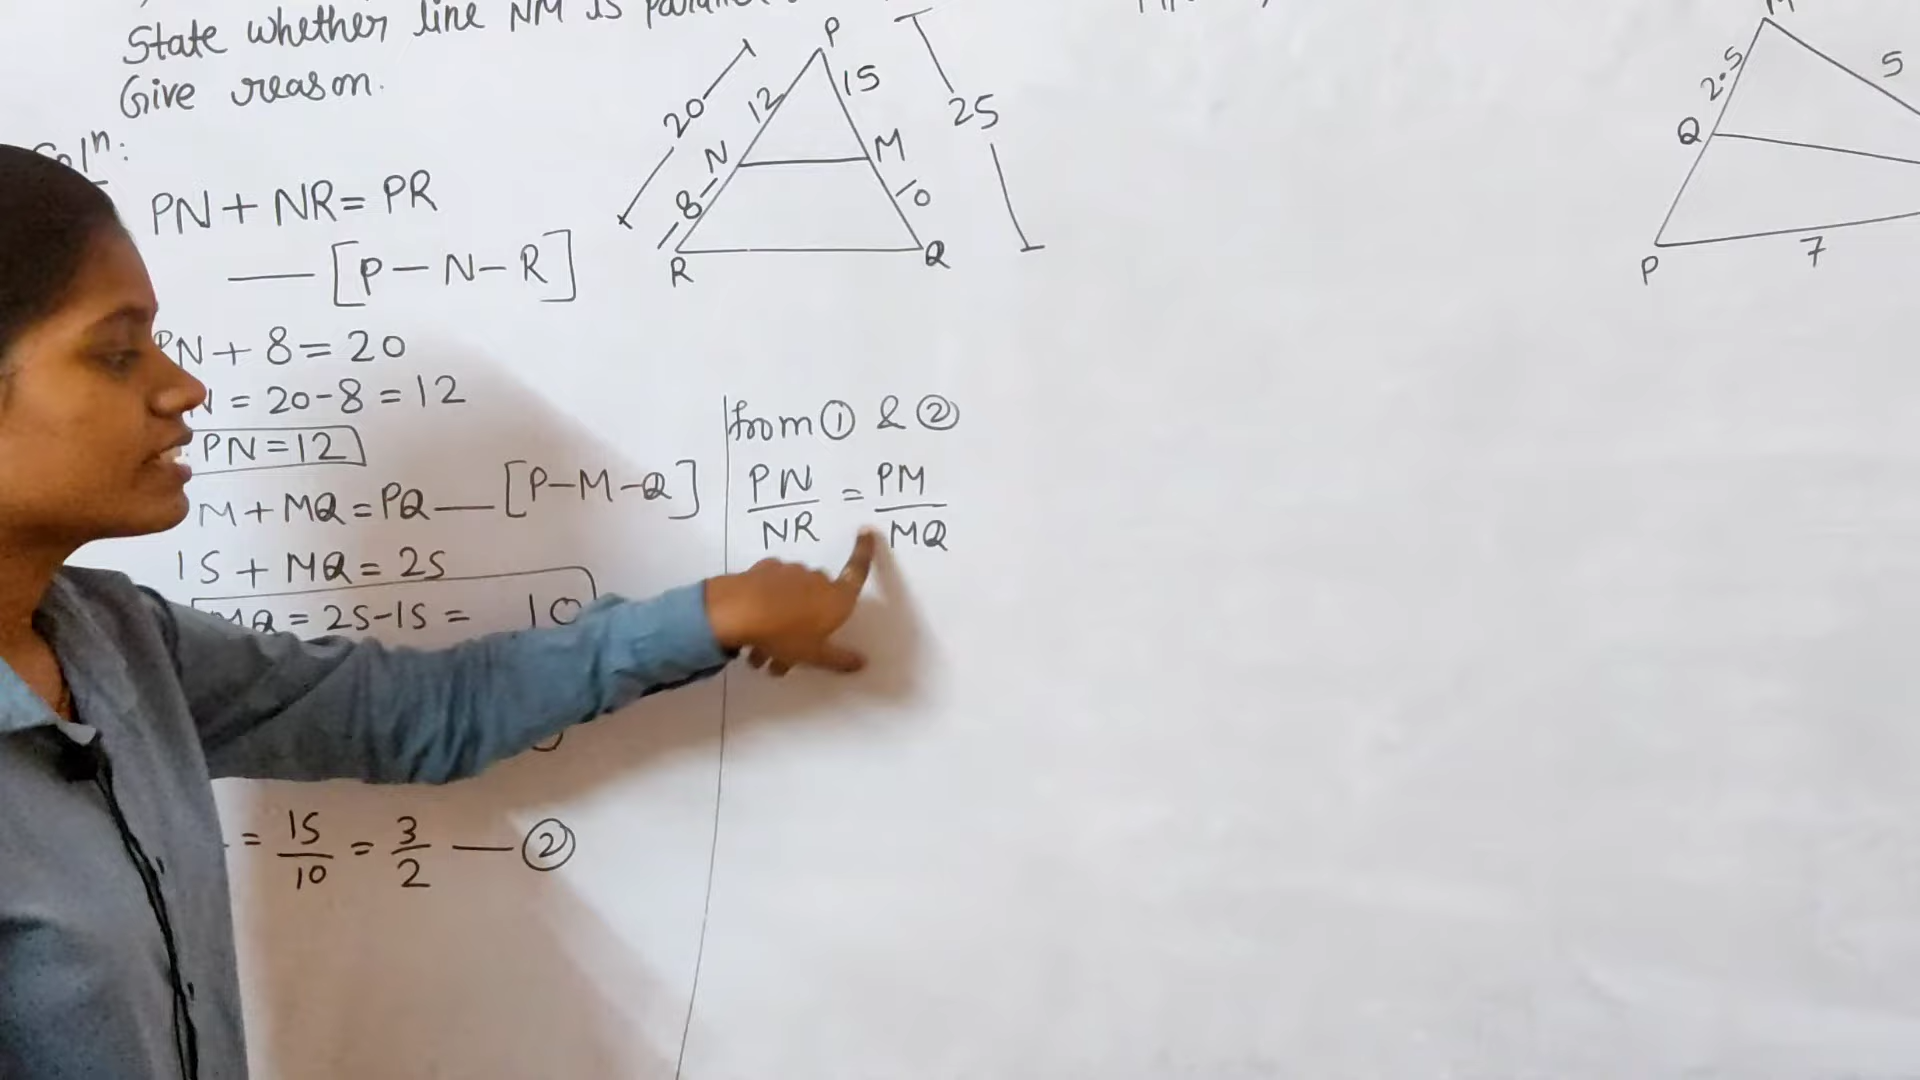 State whether line NM is
Give reason.
Solⁿ:
PN + NR = PR
— [P – N – R]
PN + 8 = 20
N = 20 - 8 = 12
PN = 12
M + MQ = PQ — [P-M-Q]
15 + MQ = 25
MQ = 25-15 = 10
= 15/10 = 3/2 — ②
P
20
12
15
25
N
M
8
10
R
Q
from ① & ②
PN/NR = PM/MQ
M
2.5
5
Q
P
7